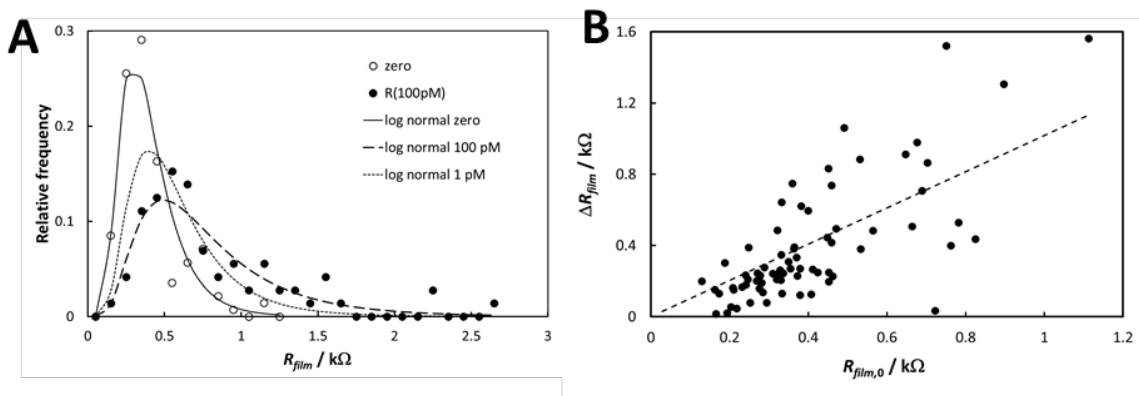 A
Relative frequency
0.3
0.2
0.1
0
0
0.5
1
1.5
2
2.5
3
R_film / kΩ
zero
R(100pM)
log normal zero
log normal 100 pM
log normal 1 pM
B
ΔR_film / kΩ
1.6
1.2
0.8
0.4
0
0
0.2
0.4
0.6
0.8
1
1.2
R_film,0 / kΩ